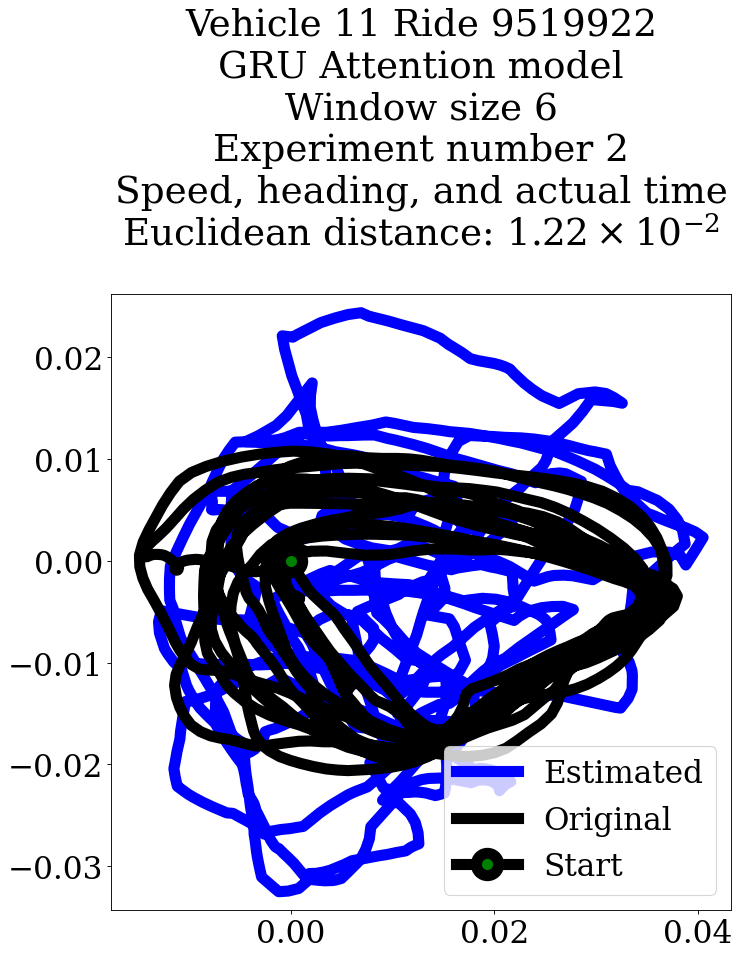 Vehicle 11 Ride 9519922
GRU Attention model
Window size 6
Experiment number 2
Speed, heading, and actual time
Euclidean distance: 1.22 × 10⁻²
0.02
0.01
0.00
−0.01
−0.02
−0.03
Estimated
Original
Start
0.00 0.02 0.04